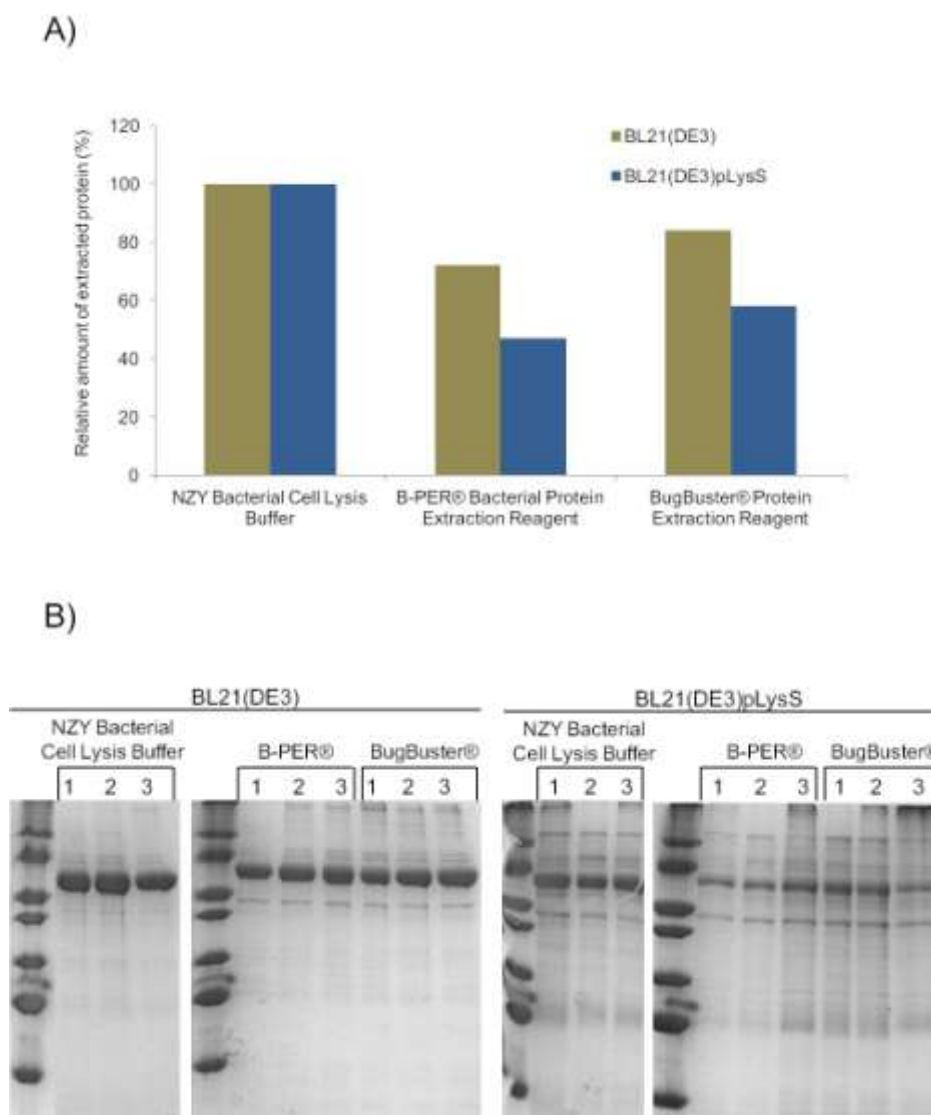 A)
Relative amount of extracted protein (%)
120
100
80
60
40
20
0
BL21(DE3)
BL21(DE3)pLysS
NZY Bacterial Cell Lysis
Buffer
B-PER® Bacterial Protein
Extraction Reagent
BugBuster® Protein
Extraction Reagent
B)
BL21(DE3)
NZY Bacterial
Cell Lysis Buffer
B-PER®
BugBuster®
1 2 3
1 2 3 1 2 3
BL21(DE3)pLysS
NZY Bacterial
Cell Lysis Buffer
B-PER®
BugBuster®
1 2 3
1 2 3 1 2 3